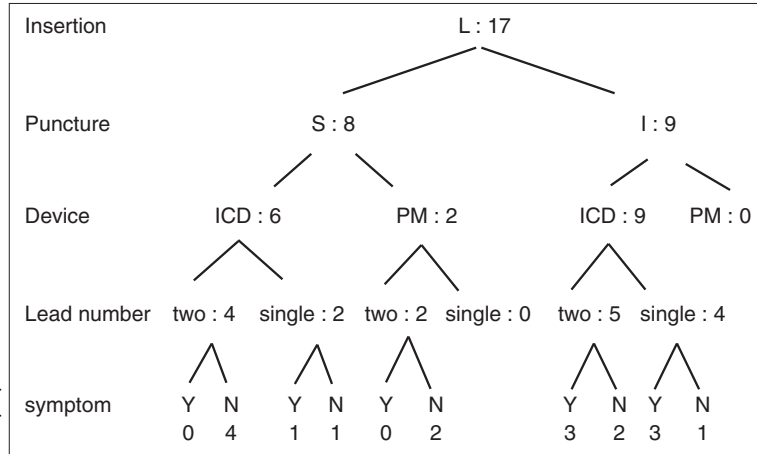 Insertion L : 17
Puncture S : 8 I : 9
Device ICD : 6 PM : 2 ICD : 9 PM : 0
Lead number two : 4 single : 2 two : 2 single : 0 two : 5 single : 4
symptom Y N Y N Y N Y N Y N
0 4 1 1 0 2 3 2 3 1